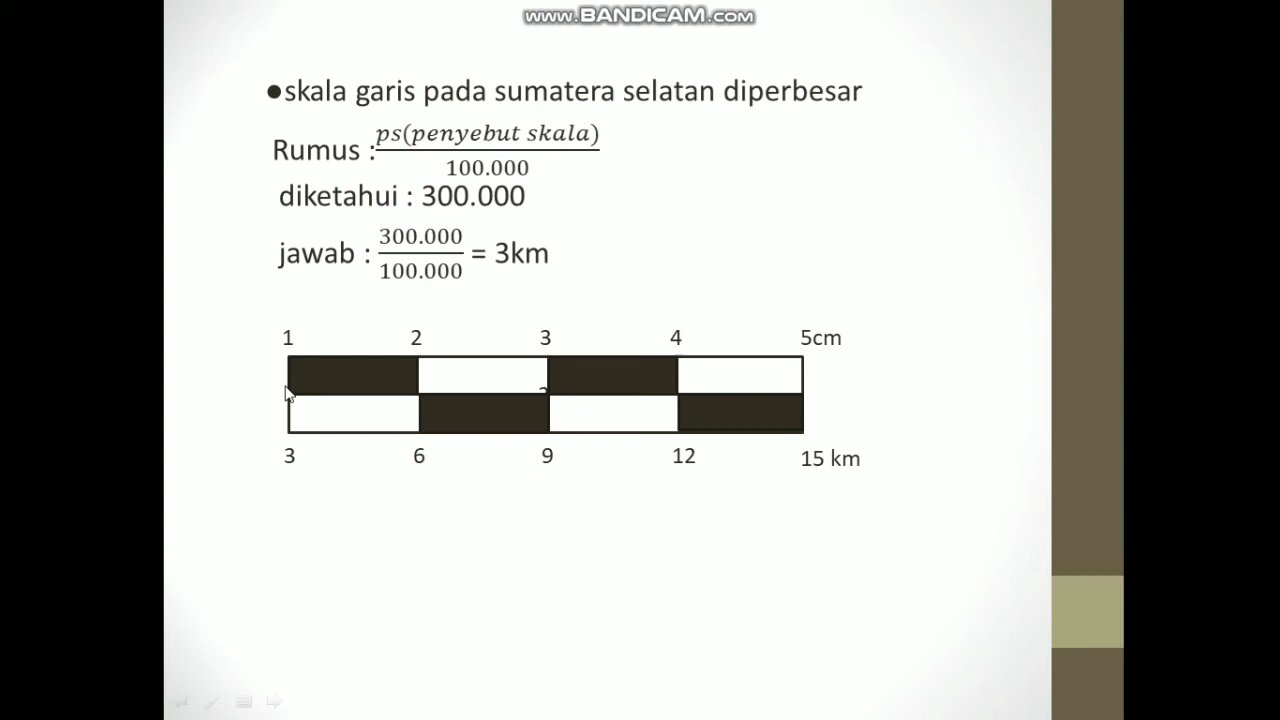 www.BANDICAM.COM
●skala garis pada sumatera selatan diperbesar
Rumus : ps(penyebut skala) / 100.000
diketahui : 300.000
jawab : 300.000 / 100.000 = 3km
1 2 3 4 5cm
3 6 9 12 15 km